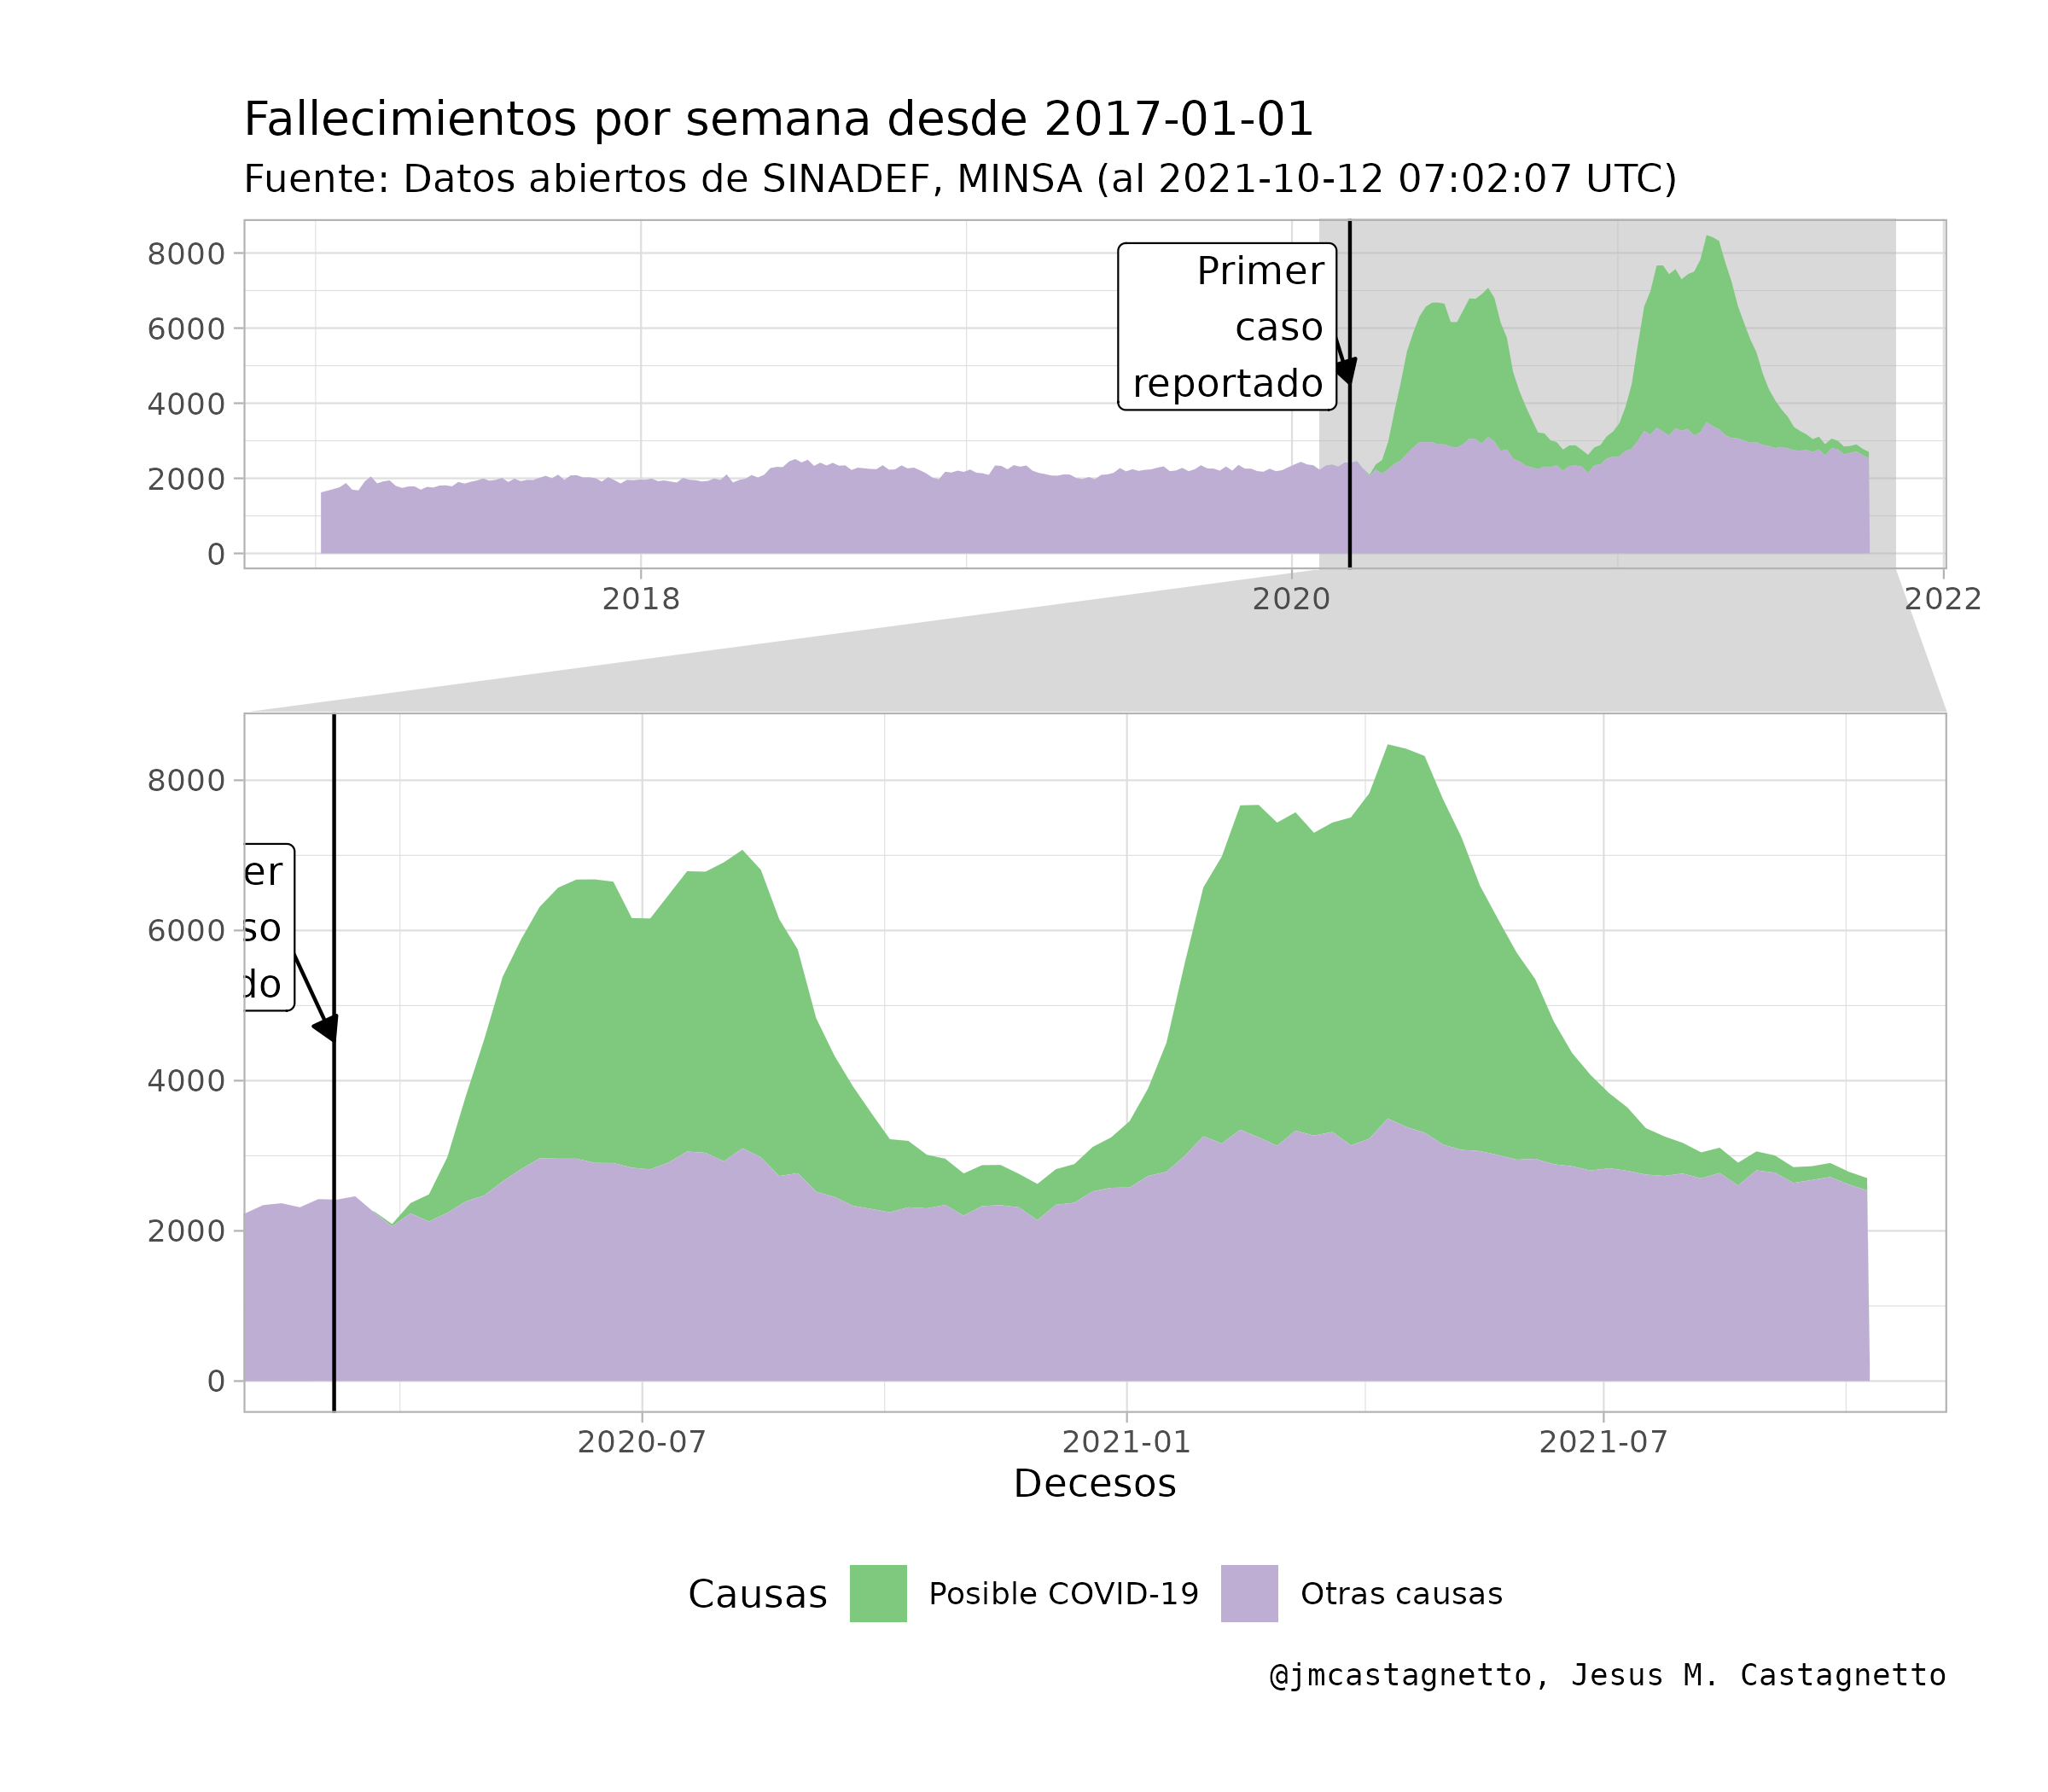 Fallecimientos por semana desde 2017-01-01
Fuente: Datos abiertos de SINADEF, MINSA (al 2021-10-12 07:02:07 UTC)
8000
6000
4000
2000
0
Primer
caso
reportado
2018
2020
2022
8000
6000
4000
2000
0
er
so
do
2020-07
2021-01
2021-07
Decesos
Causas
Posible COVID-19
Otras causas
@jmcastagnetto, Jesus M. Castagnetto